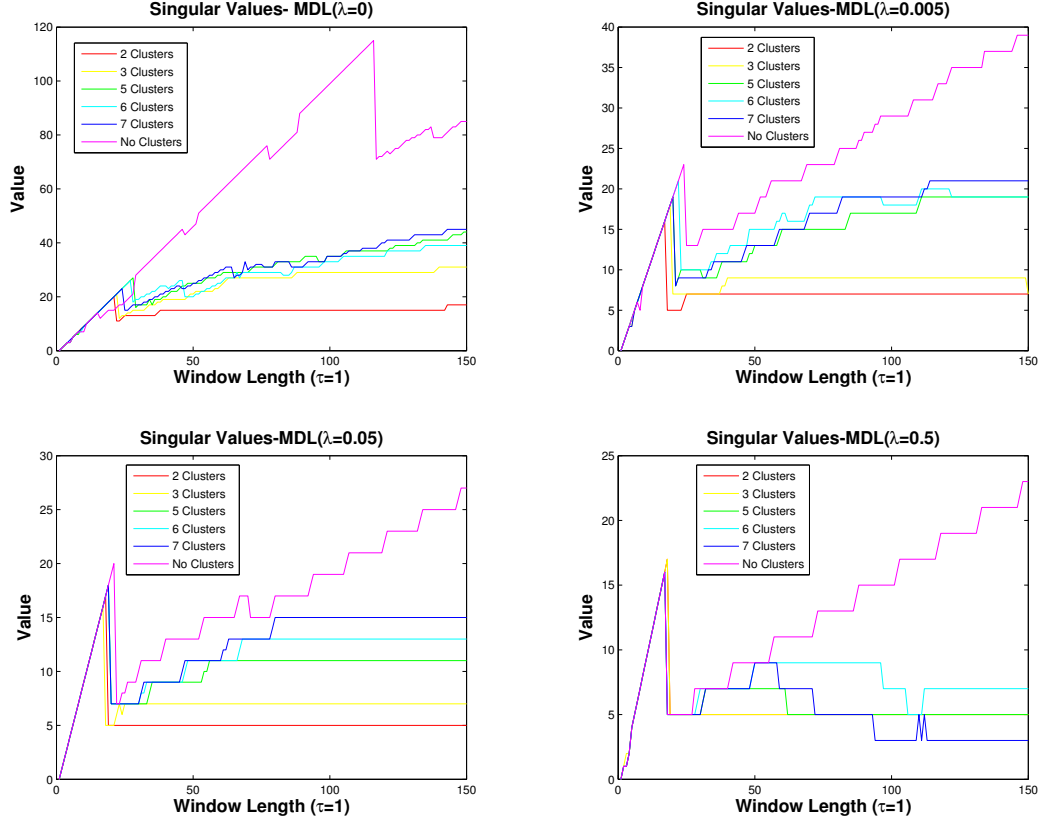 Singular Values- MDL(λ=0)
120
100
80
60
40
20
0
Value
2 Clusters
3 Clusters
5 Clusters
6 Clusters
7 Clusters
No Clusters
0 50 100 150
Window Length (τ=1)
Singular Values-MDL(λ=0.005)
40
35
30
25
20
15
10
5
0
Value
2 Clusters
3 Clusters
5 Clusters
6 Clusters
7 Clusters
No Clusters
0 50 100 150
Window Length (τ=1)
Singular Values-MDL(λ=0.05)
30
25
20
15
10
5
0
Value
2 Clusters
3 Clusters
5 Clusters
6 Clusters
7 Clusters
No Clusters
0 50 100 150
Window Length (τ=1)
Singular Values-MDL(λ=0.5)
25
20
15
10
5
0
Value
2 Clusters
3 Clusters
5 Clusters
6 Clusters
7 Clusters
No Clusters
0 50 100 150
Window Length (τ=1)